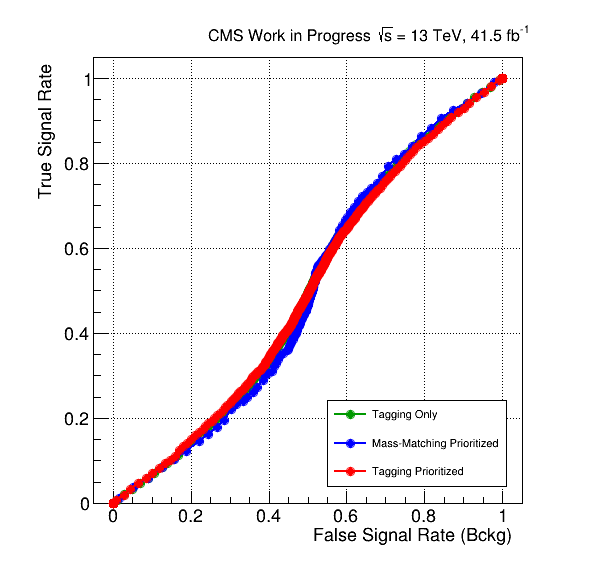 CMS Work in Progress √s = 13 TeV, 41.5 fb⁻¹
True Signal Rate
1
0.8
0.6
0.4
0.2
0
0 0.2 0.4 0.6 0.8 1
False Signal Rate (Bckg)
Tagging Only
Mass-Matching Prioritized
Tagging Prioritized